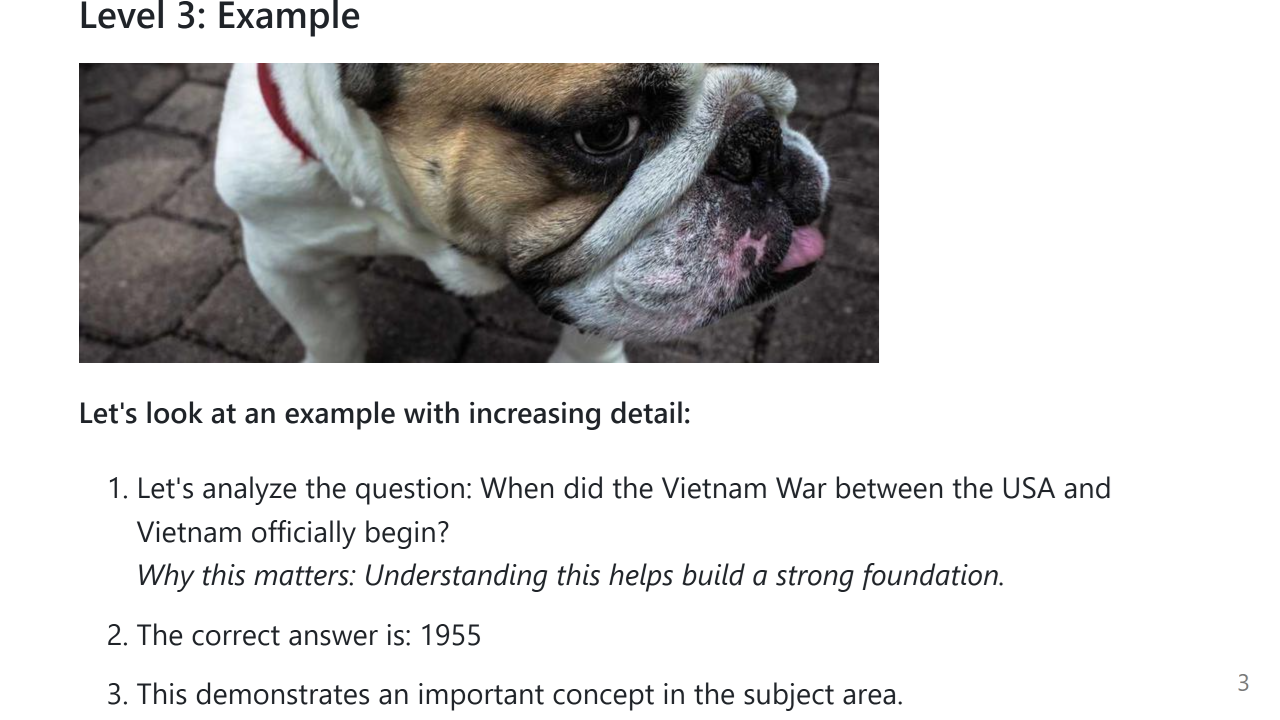 Level 3: Example
Let's look at an example with increasing detail:
1. Let's analyze the question: When did the Vietnam War between the USA and
Vietnam officially begin?
Why this matters: Understanding this helps build a strong foundation.
2. The correct answer is: 1955
3. This demonstrates an important concept in the subject area.
3